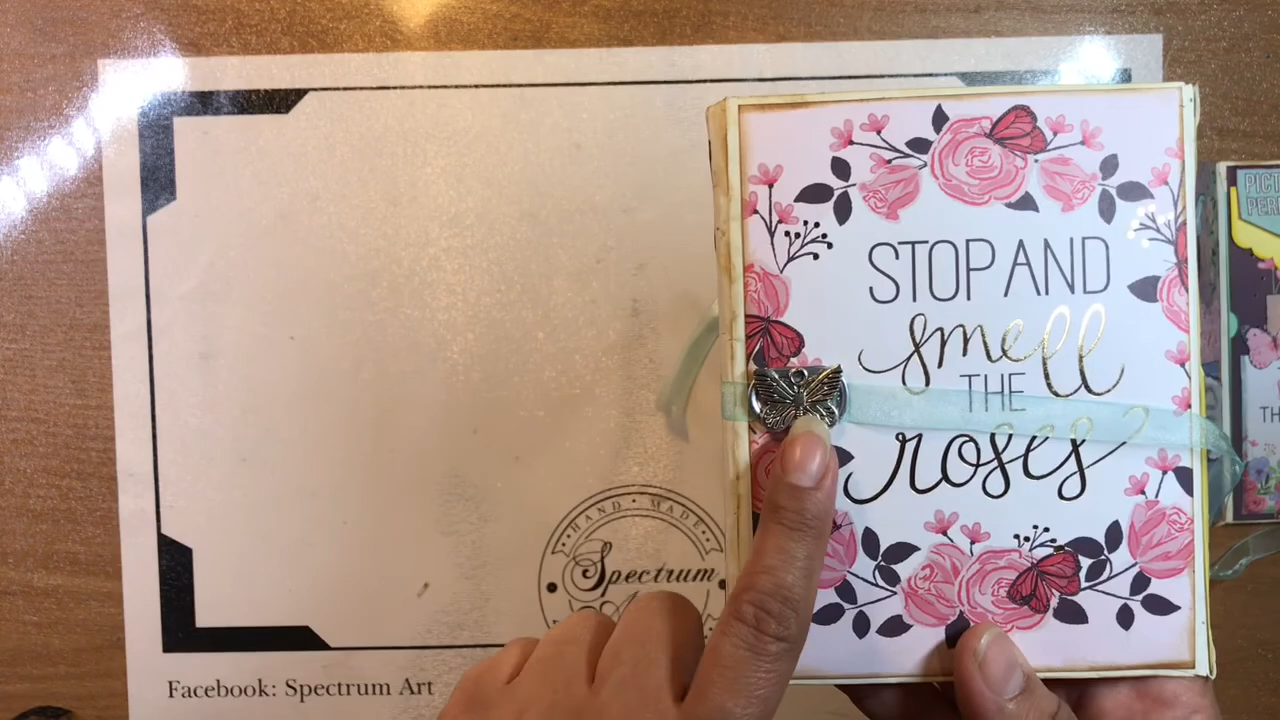 STOP AND
smell
THE
roses
HAND · MADE
Spectrum
Facebook: Spectrum Art